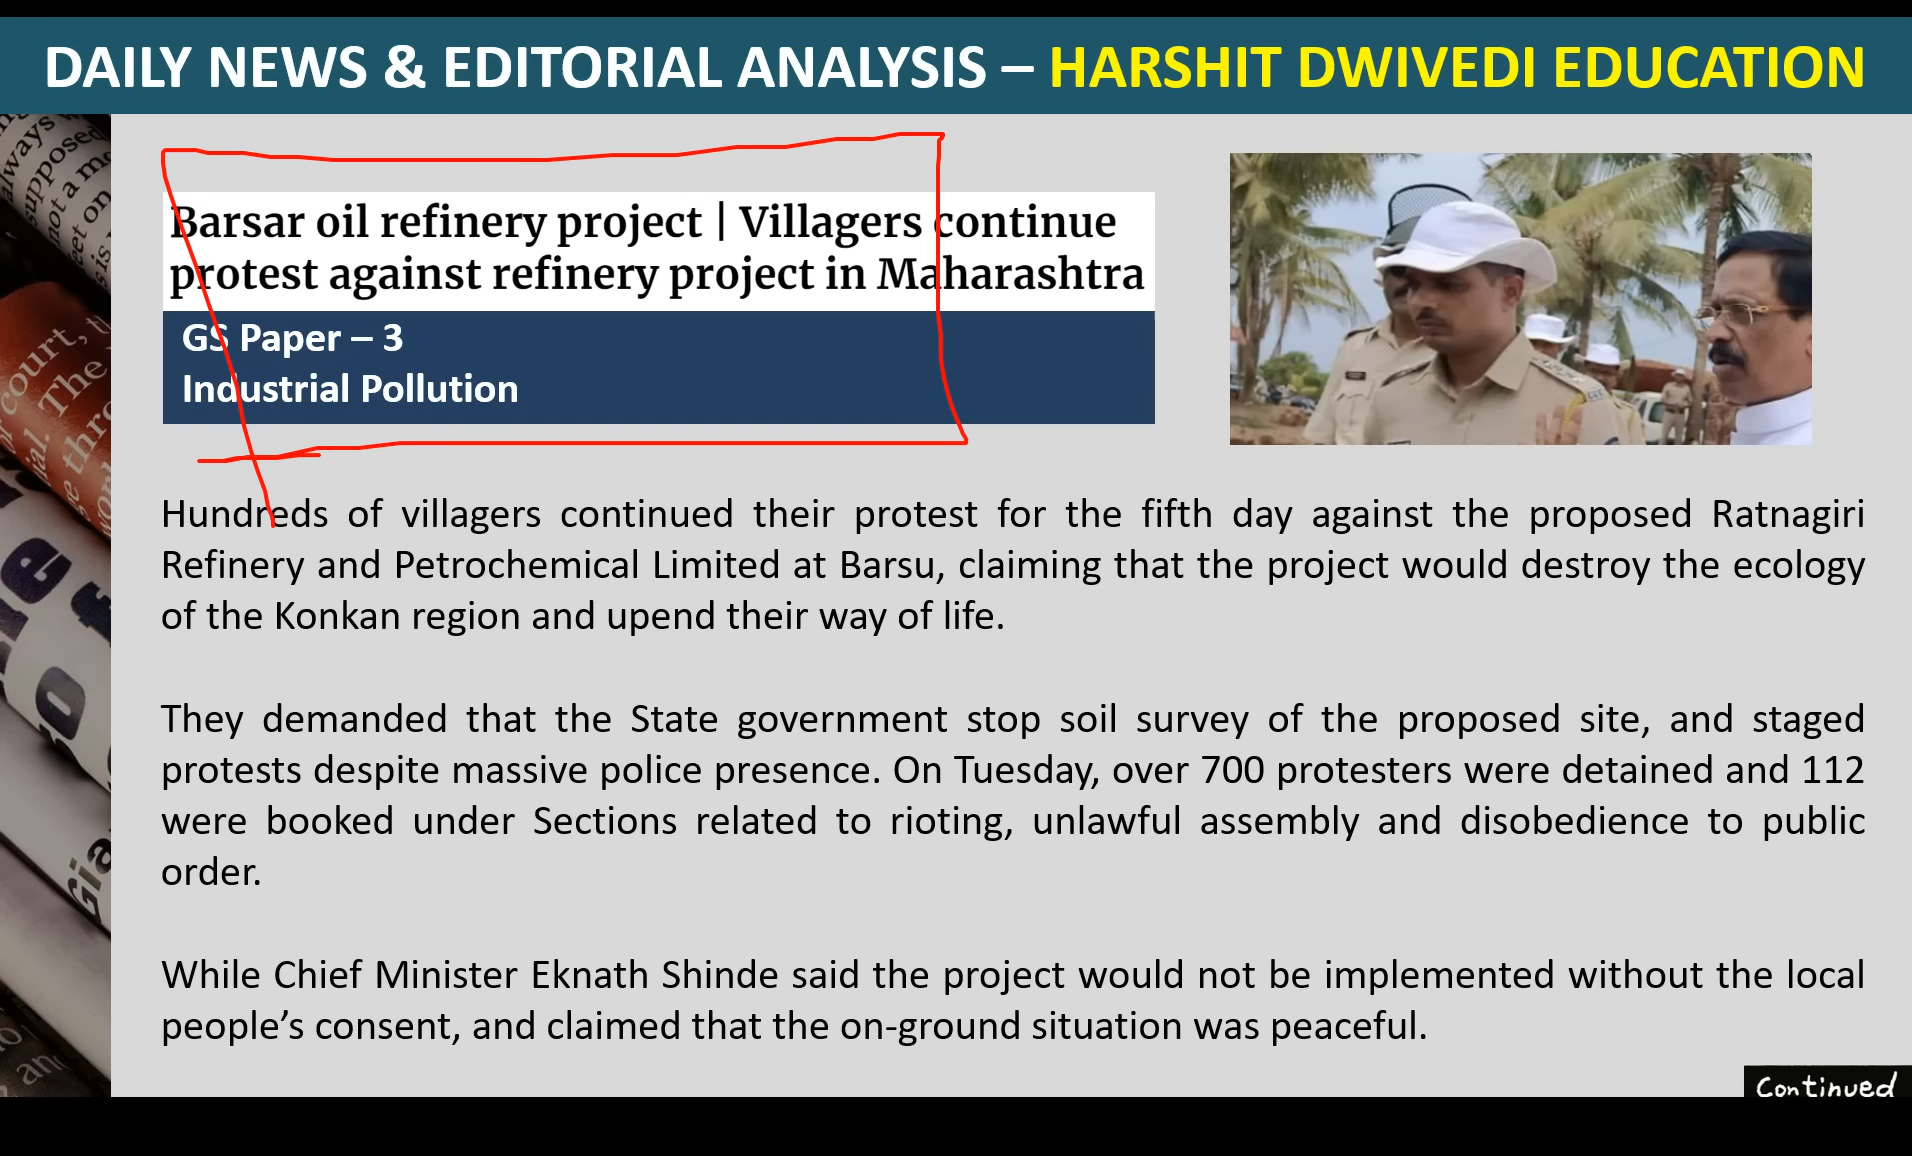 DAILY NEWS & EDITORIAL ANALYSIS – HARSHIT DWIVEDI EDUCATION
Barsar oil refinery project | Villagers continue
protest against refinery project in Maharashtra
GS Paper – 3
Industrial Pollution
Hundreds of villagers continued their protest for the fifth day against the proposed Ratnagiri
Refinery and Petrochemical Limited at Barsu, claiming that the project would destroy the ecology
of the Konkan region and upend their way of life.
They demanded that the State government stop soil survey of the proposed site, and staged
protests despite massive police presence. On Tuesday, over 700 protesters were detained and 112
were booked under Sections related to rioting, unlawful assembly and disobedience to public
order.
While Chief Minister Eknath Shinde said the project would not be implemented without the local
people’s consent, and claimed that the on-ground situation was peaceful.
Continued
always
supposed
not a
court,
The